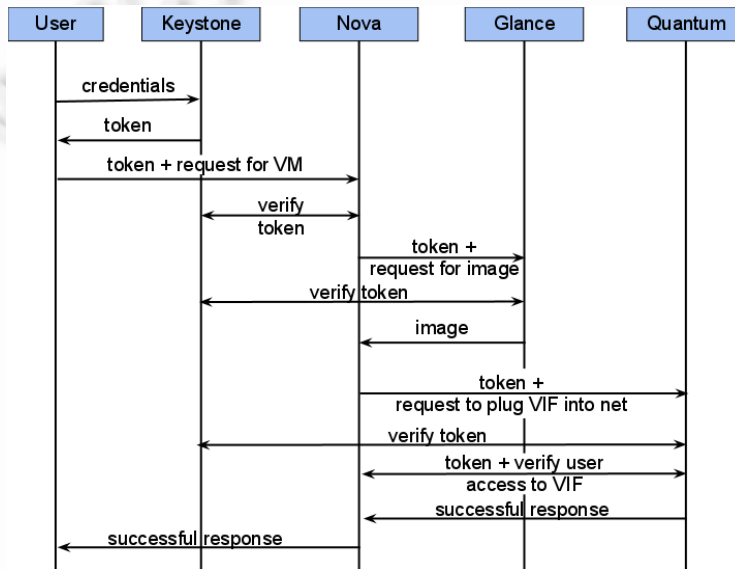 User Keystone Nova Glance Quantum
credentials
token
token + request for VM
verify
token
token +
request for image
verify token
image
token +
request to plug VIF into net
verify token
token + verify user
access to VIF
successful response
successful response